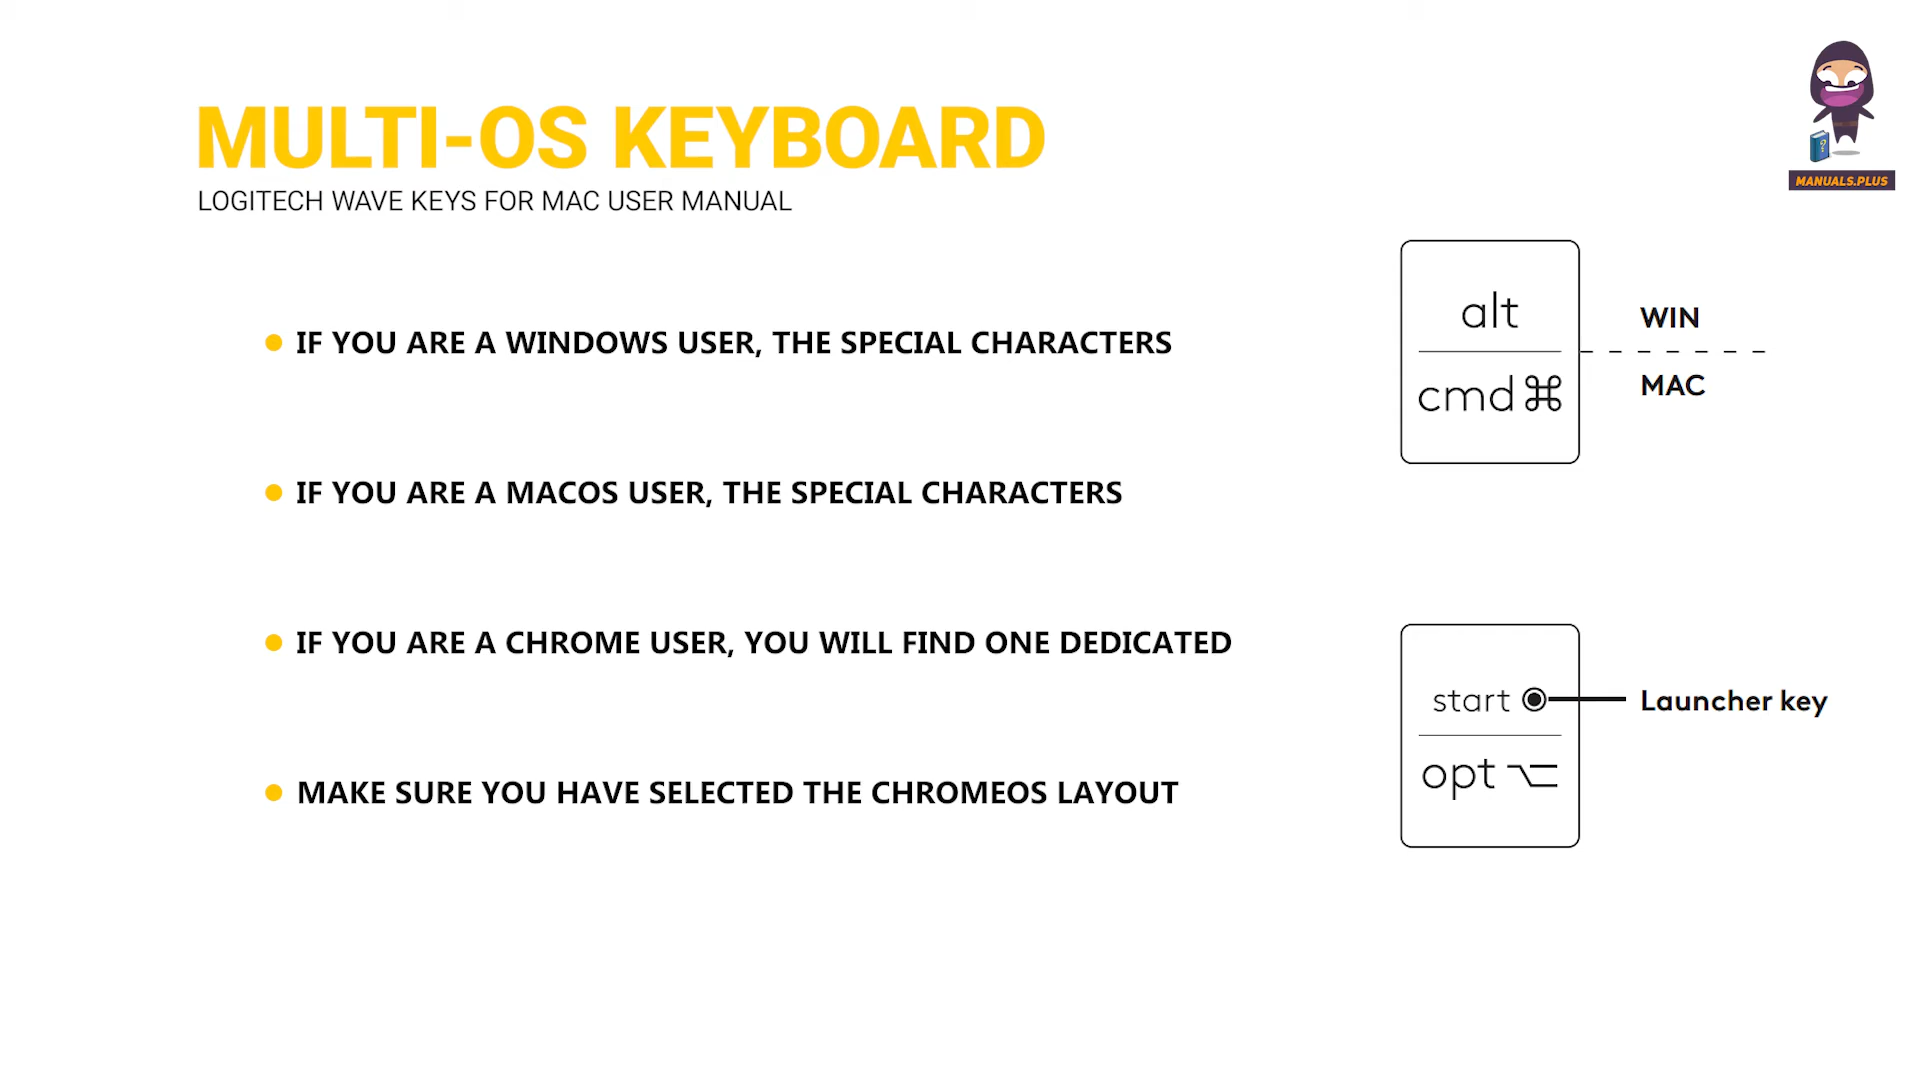 MULTI-OS KEYBOARD
LOGITECH WAVE KEYS FOR MAC USER MANUAL
MANUALS.PLUS
IF YOU ARE A WINDOWS USER, THE SPECIAL CHARACTERS
IF YOU ARE A MACOS USER, THE SPECIAL CHARACTERS
IF YOU ARE A CHROME USER, YOU WILL FIND ONE DEDICATED
MAKE SURE YOU HAVE SELECTED THE CHROMEOS LAYOUT
alt
WIN
cmd ⌘
MAC
start
Launcher key
opt ⌥